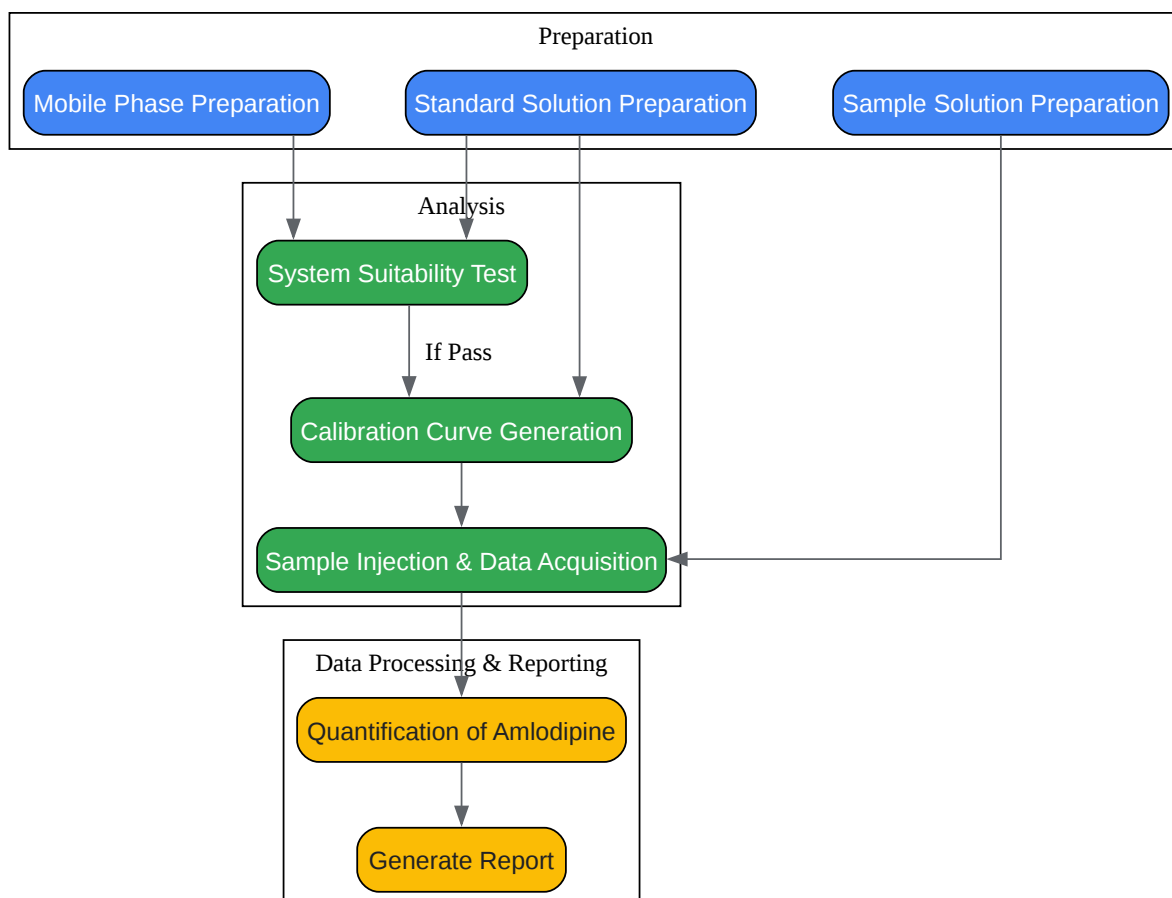 Preparation
Mobile Phase Preparation
Standard Solution Preparation
Sample Solution Preparation
Analysis
System Suitability Test
If Pass
Calibration Curve Generation
Sample Injection & Data Acquisition
Data Processing & Reporting
Quantification of Amlodipine
Generate Report